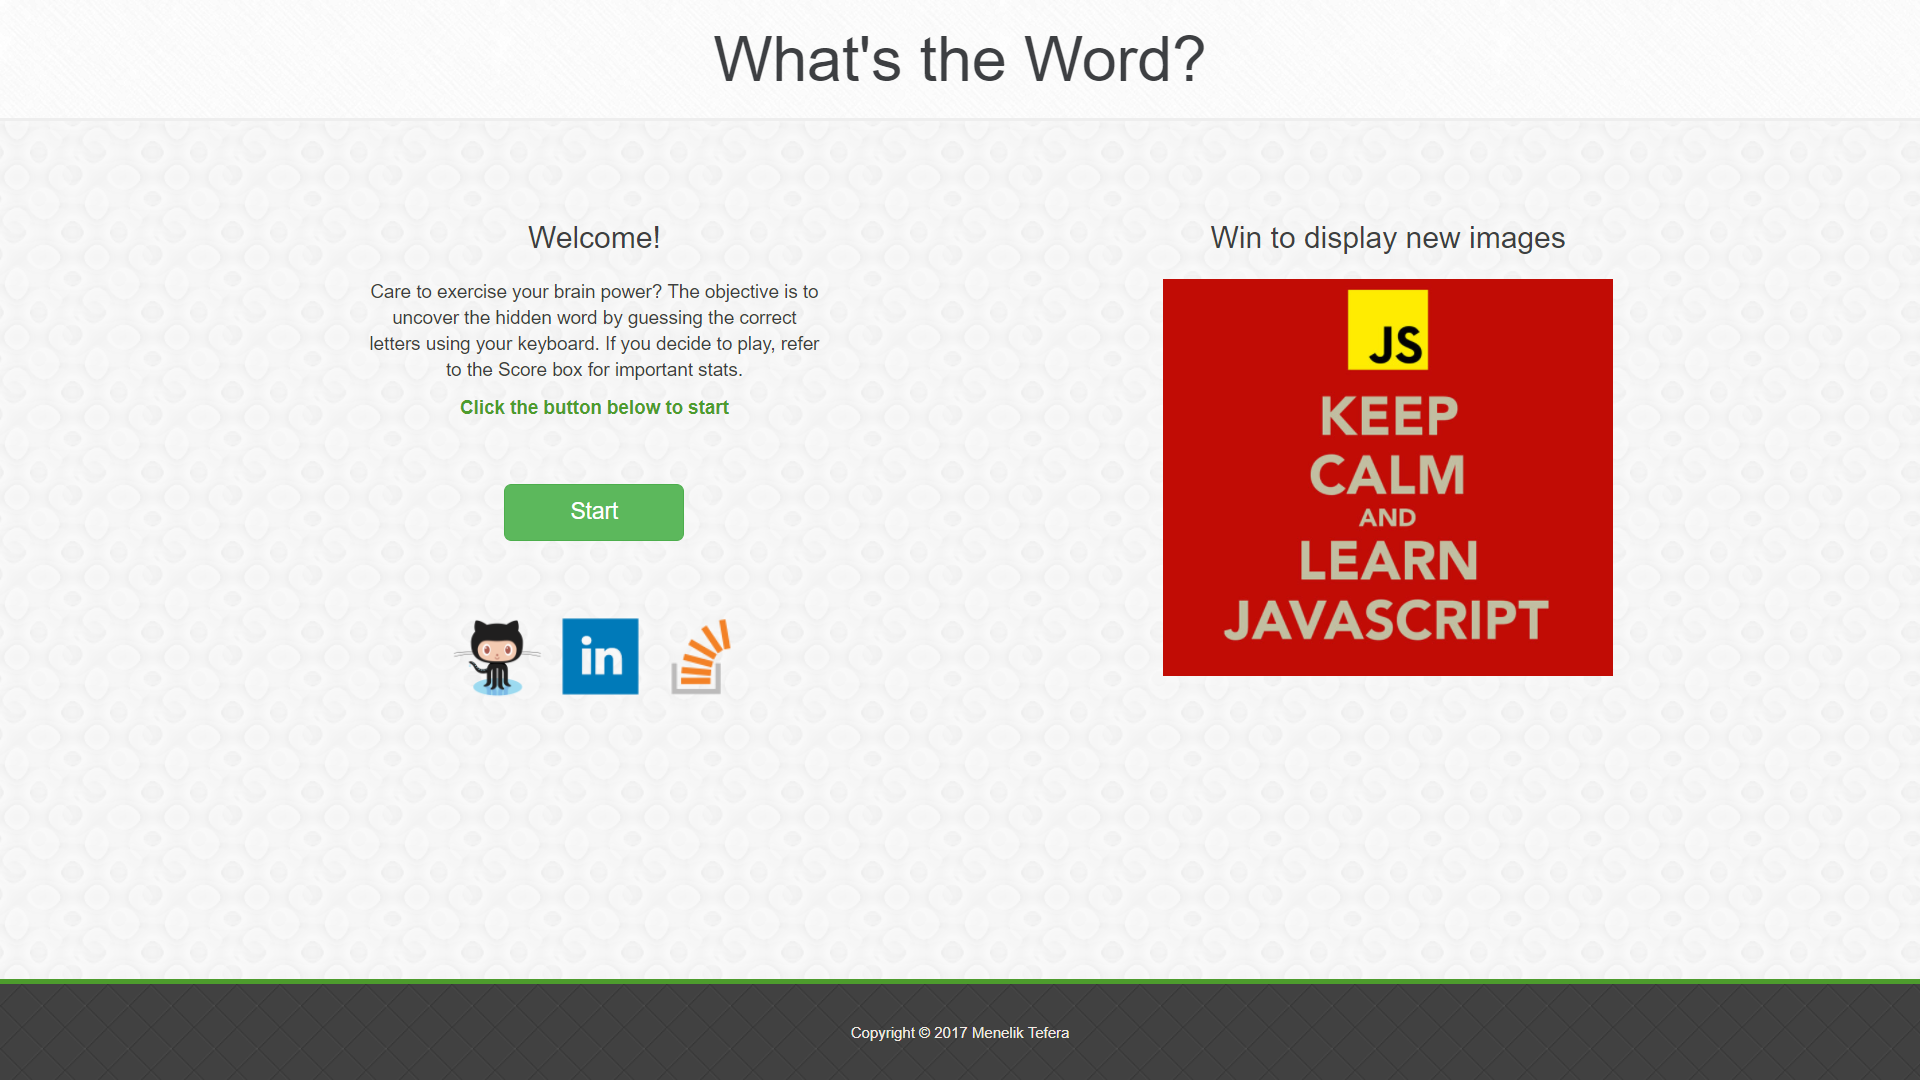 What's the Word?
Welcome!
Care to exercise your brain power? The objective is to
uncover the hidden word by guessing the correct
letters using your keyboard. If you decide to play, refer
to the Score box for important stats.
Click the button below to start
Start
in
Win to display new images
JS
KEEP
CALM
AND
LEARN
JAVASCRIPT
Copyright © 2017 Menelik Tefera